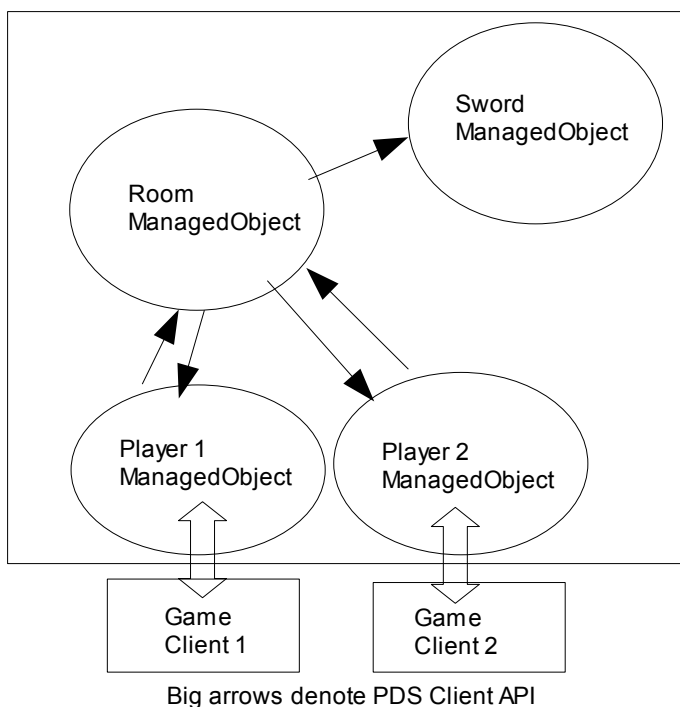 Sword
ManagedObject
Room
ManagedObject
Player 1
ManagedObject
Player 2
ManagedObject
Game
Client 1
Game
Client 2
Big arrows denote PDS Client API